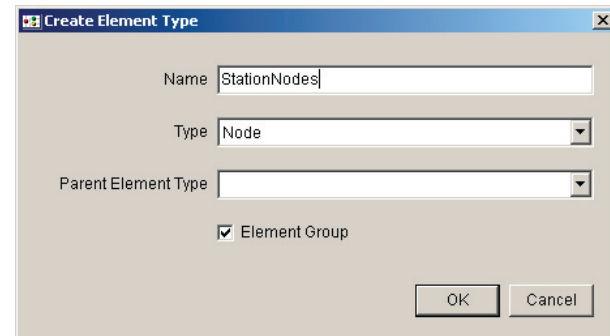 Create Element Type
Name StationNodes
Type Node
Parent Element Type
Element Group
OK Cancel